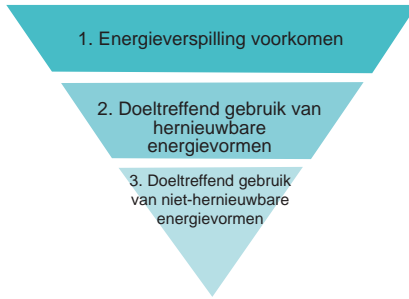 1. Energieverspilling voorkomen
2. Doeltreffend gebruik van
hernieuwbare
energievormen
3. Doeltreffend gebruik
van niet-hernieuwbare
energievormen